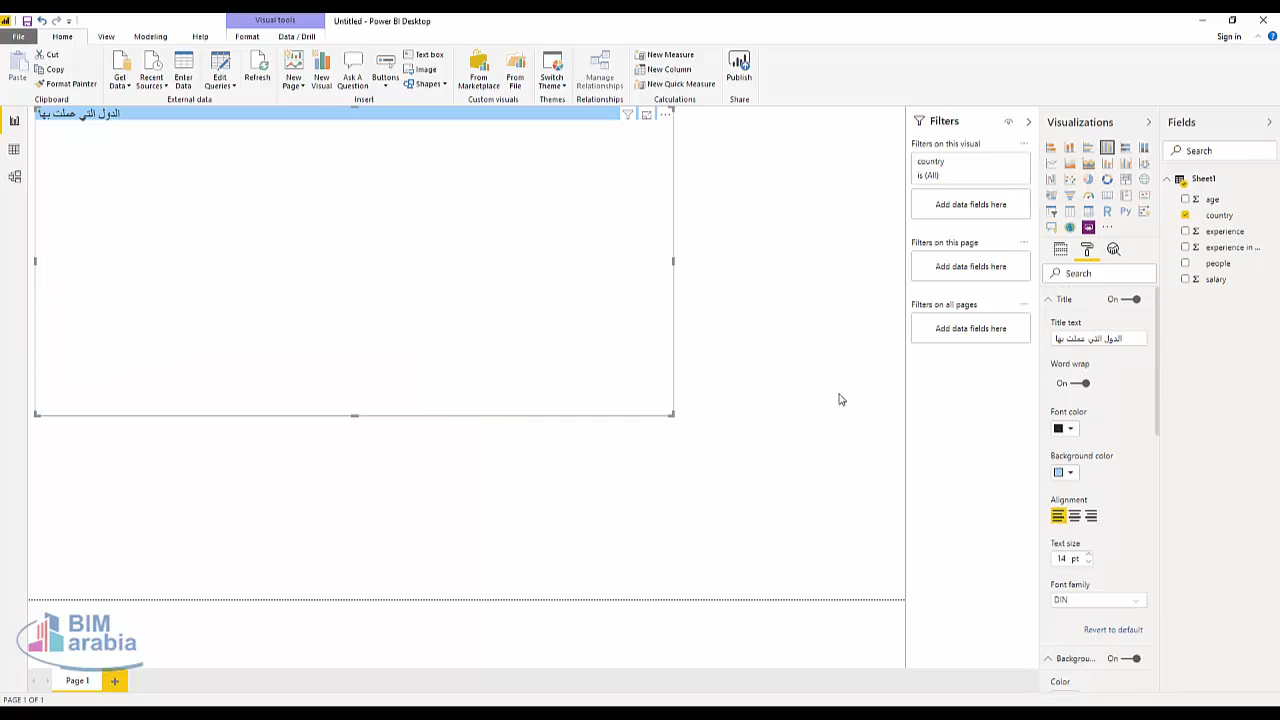 Visual tools
Untitled - Power BI Desktop
File
Home
View
Modeling
Help
Format
Data / Drill
Sign in
Paste
Cut
Copy
Format Painter
Clipboard
Get Data
Recent Sources
Enter Data
Edit Queries
External data
Refresh
New Page
New Visual
Ask A Question
Buttons
Text box
Image
Shapes
Insert
From Marketplace
From File
Custom visuals
Switch Theme
Themes
Manage Relationships
Relationships
New Measure
New Column
New Quick Measure
Calculations
Publish
Share
الدول التي عملت بها
Filters
Filters on this visual
country
is (All)
Add data fields here
Filters on this page
Add data fields here
Filters on all pages
Add data fields here
Visualizations
R
Py
Search
Title
On
Title text
الدول التي عملت بها
Word wrap
On
Font color
Background color
Alignment
Text size
14 pt
Font family
DIN
Revert to default
Backgrou...
On
Color
Fields
Search
Sheet1
Σ age
country
Σ experience
Σ experience in ...
people
Σ salary
BIM
arabia
Page 1
PAGE 1 OF 1